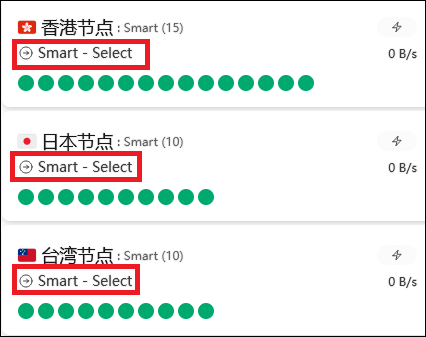 香港节点 : Smart (15)
Smart - Select
0 B/s
日本节点 : Smart (10)
Smart - Select
0 B/s
台湾节点 : Smart (10)
Smart - Select
0 B/s